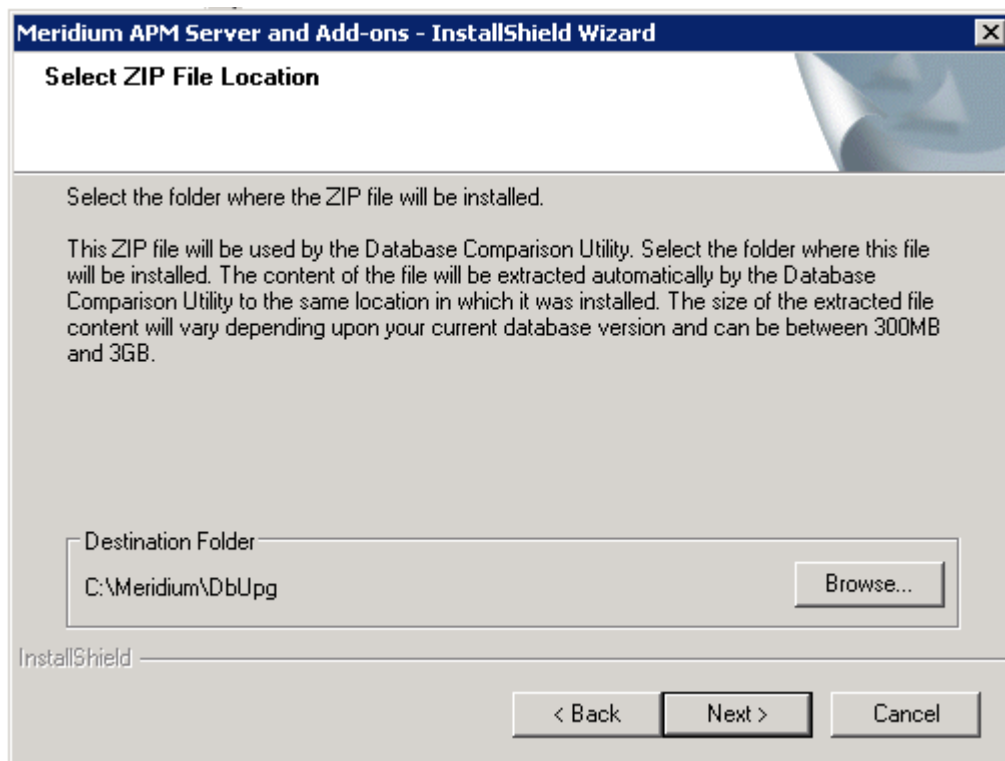 Meridium APM Server and Add-ons - InstallShield Wizard
Select ZIP File Location
Select the folder where the ZIP file will be installed.
This ZIP file will be used by the Database Comparison Utility. Select the folder where this file
will be installed. The content of the file will be extracted automatically by the Database
Comparison Utility to the same location in which it was installed. The size of the extracted file
content will vary depending upon your current database version and can be between 300MB
and 3GB.
Destination Folder
C:\Meridium\DbUpg
Browse...
InstallShield
< Back
Next >
Cancel